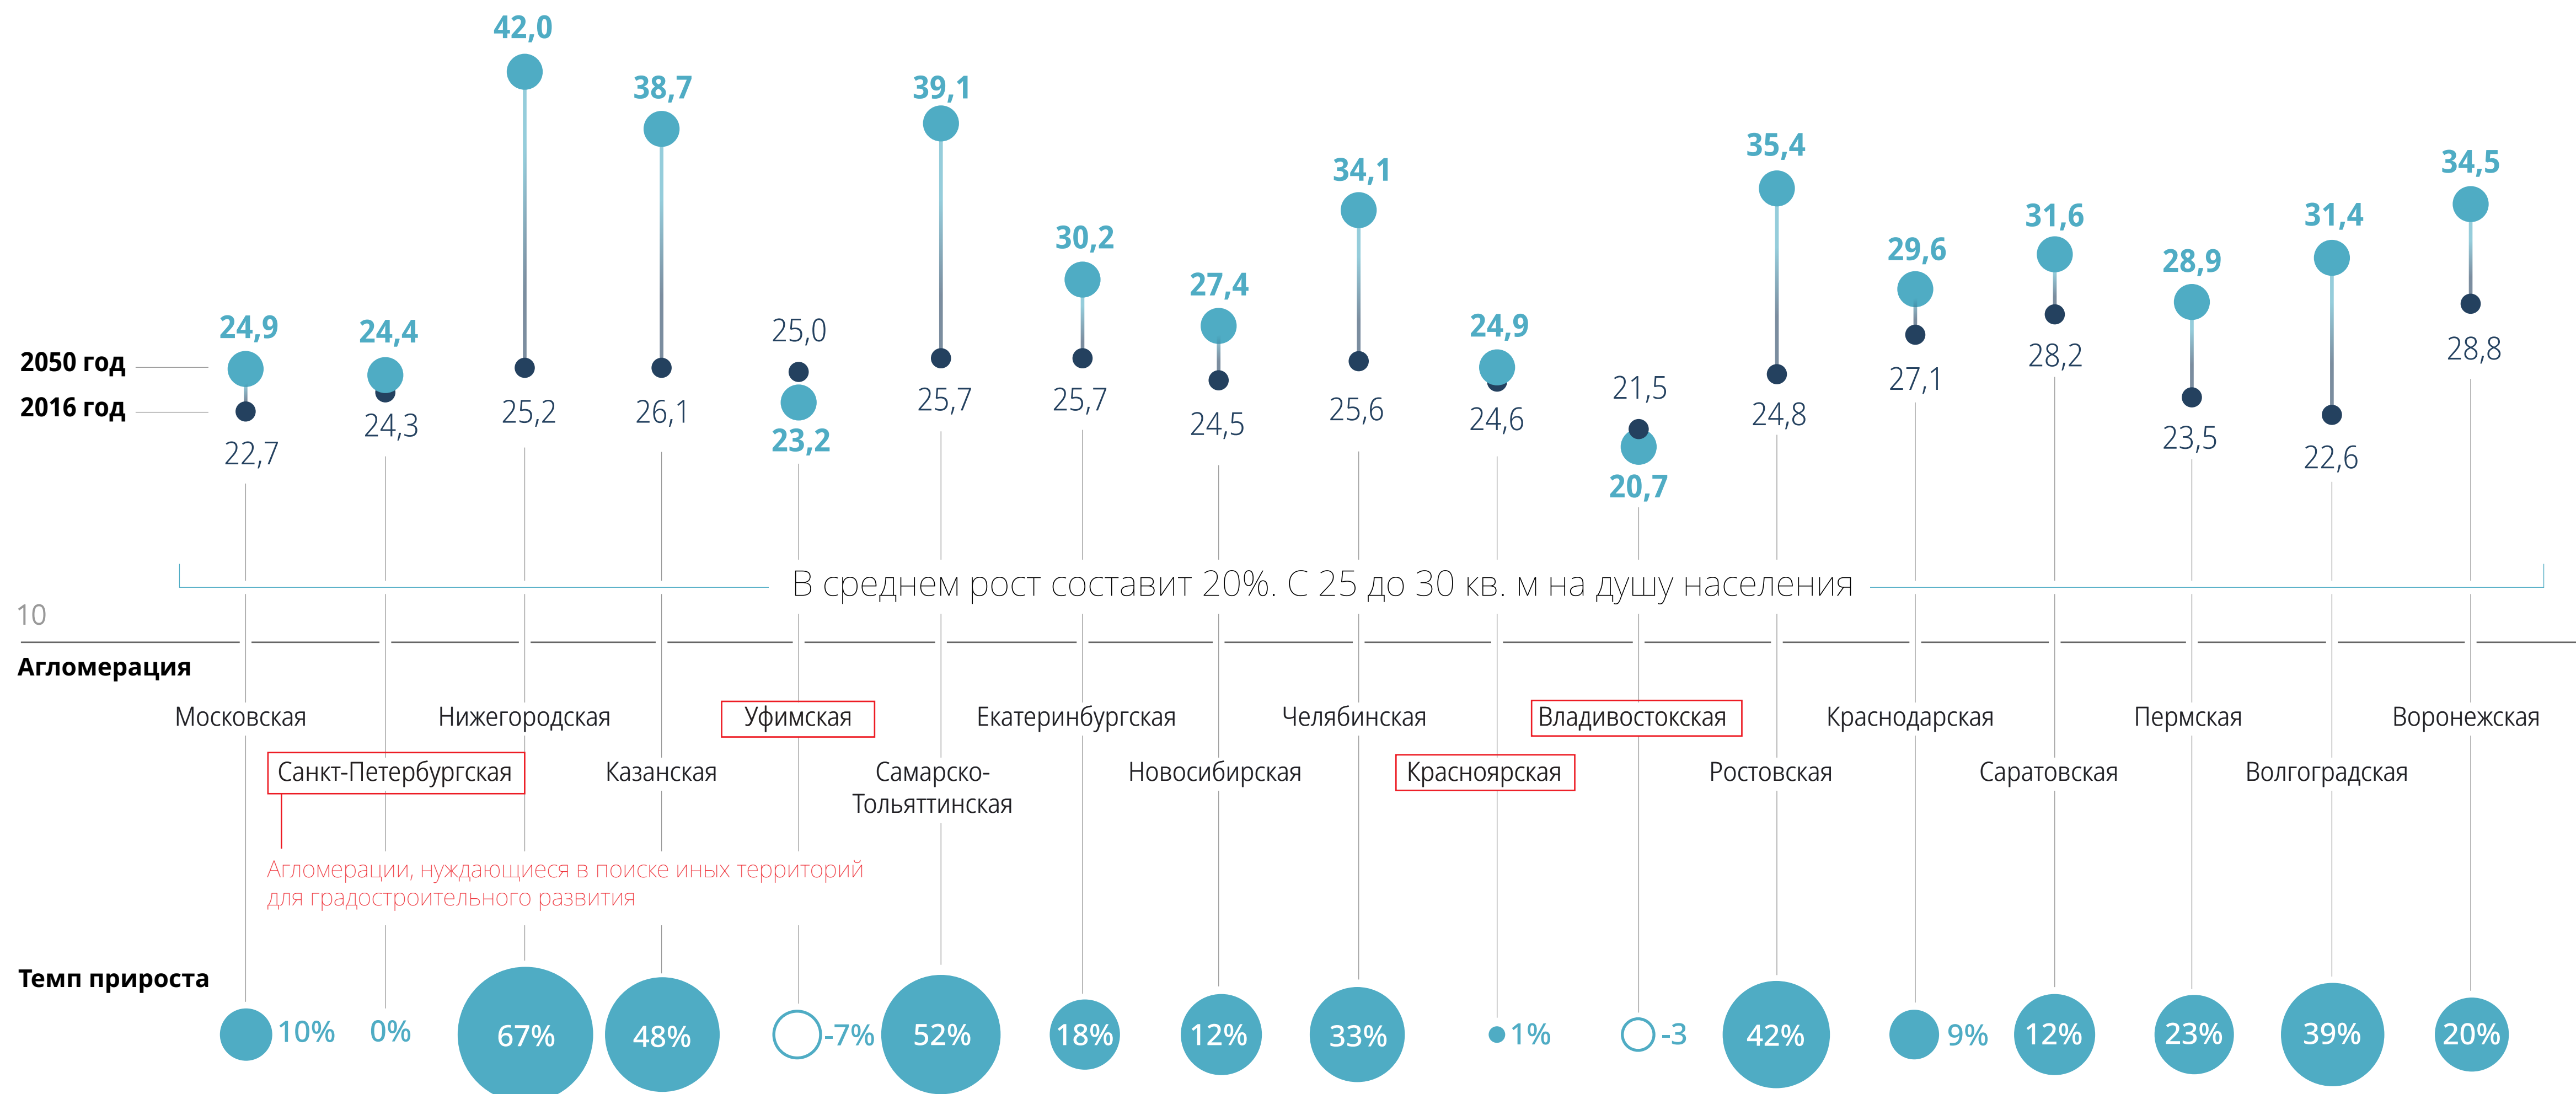 42,0
38,7
39,1
35,4
34,5
34,1
31,6
31,4
30,2
29,6
28,9
27,4
24,9
24,4
25,0
24,9
28,8
28,2
2050 год
27,1
21,5
2016 год
24,3
25,2
26,1
23,2
25,7
25,7
24,5
25,6
24,6
24,8
23,5
22,7
22,6
20,7
В среднем рост составит 20%. С 25 до 30 кв. м на душу населения
10
Агломерация
Московская
Нижегородская
Уфимская
Екатеринбургская
Челябинская
Владивостокская
Краснодарская
Пермская
Воронежская
Санкт-Петербургская
Казанская
Самарско-
Тольяттинская
Новосибирская
Красноярская
Ростовская
Саратовская
Волгоградская
Агломерации, нуждающиеся в поиске иных территорий
для градостроительного развития
Темп прироста
10%
0%
67%
48%
-7%
52%
18%
12%
33%
1%
-3
42%
9%
12%
23%
39%
20%